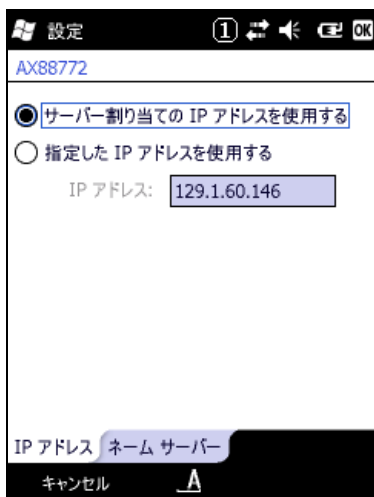 設定 1 OK
AX88772
サーバー割り当ての IP アドレスを使用する
指定した IP アドレスを使用する
IP アドレス: 129.1.60.146
IP アドレス ネーム サーバー
キャンセル A